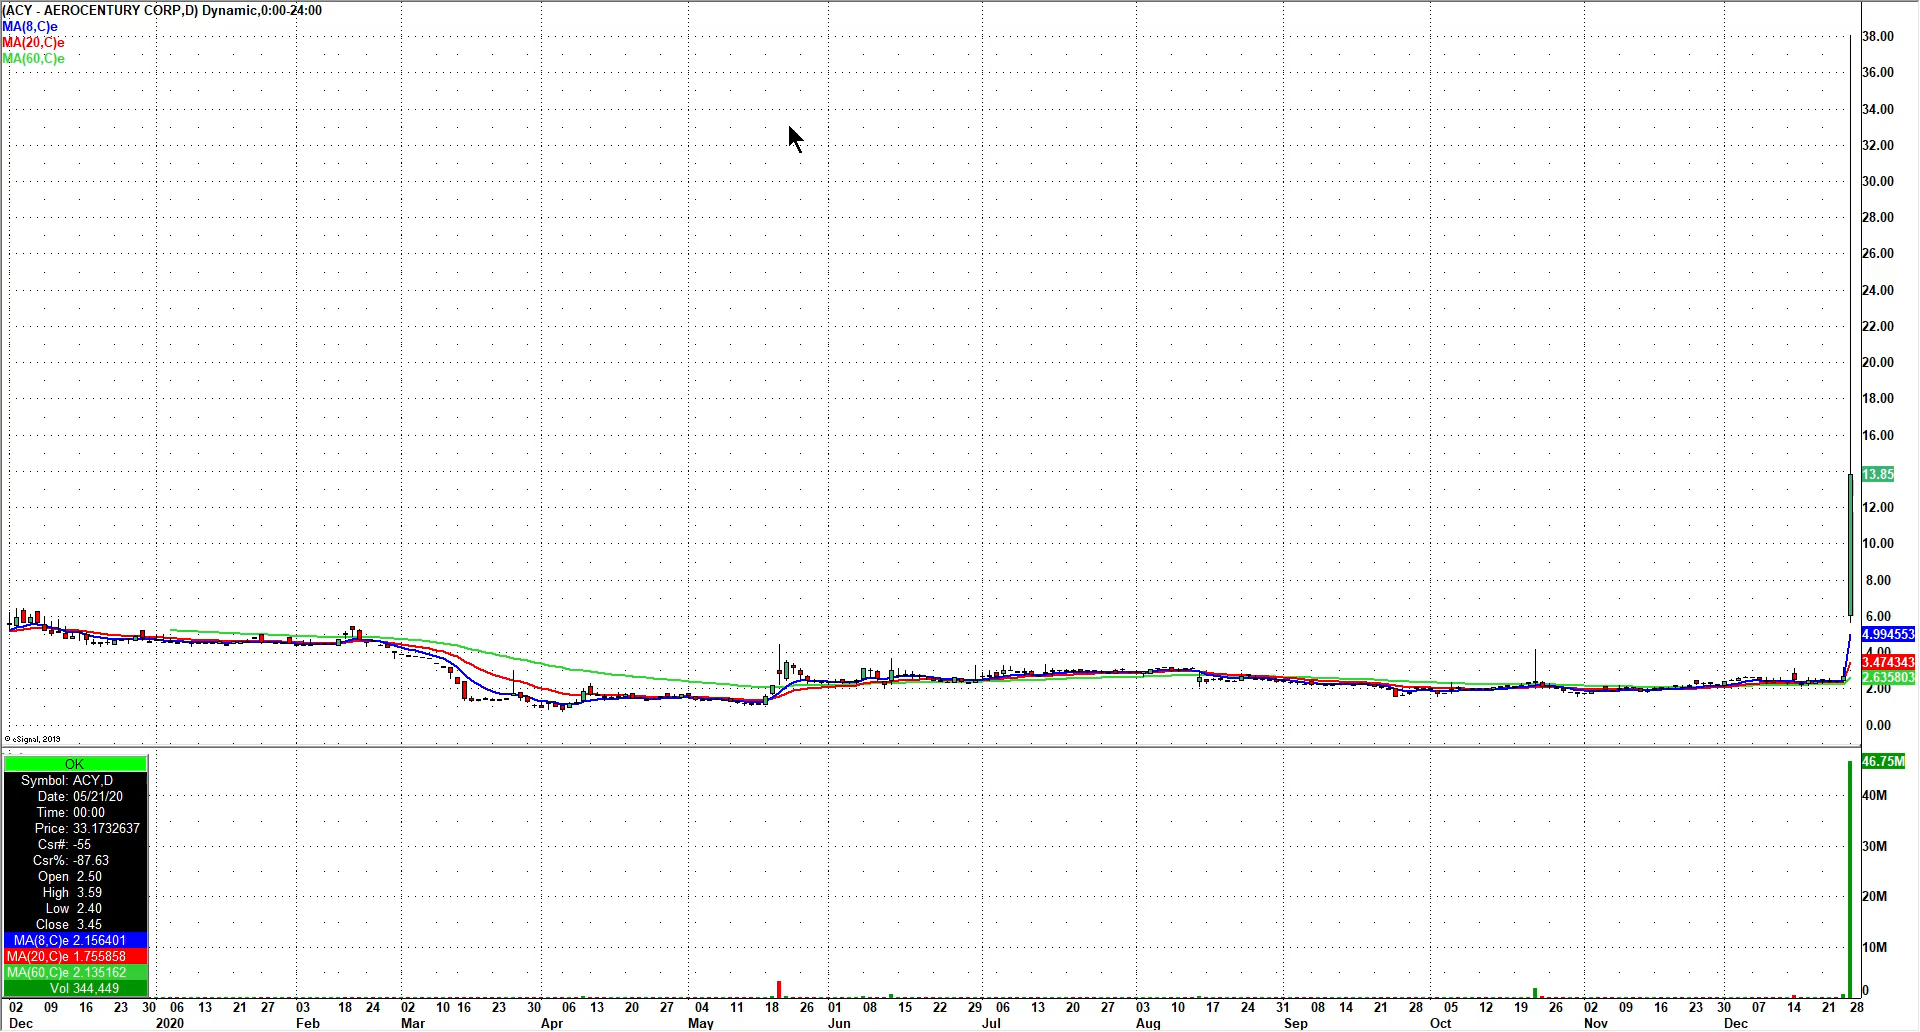 (ACY - AEROCENTURY CORP,D) Dynamic,0:00-24:00
MA(8,C)e
MA(20,C)e
MA(60,C)e
38.00
36.00
34.00
32.00
30.00
28.00
26.00
24.00
22.00
20.00
18.00
16.00
13.85
12.00
10.00
8.00
6.00
4.994553
4.00
3.474343
2.635803
2.00
0.00
© eSignal, 2019
46.75M
40M
30M
20M
10M
0
OK
Symbol: ACY,D
Date: 05/21/20
Time: 00:00
Price: 33.1732637
Csr#: -55
Csr%: -87.63
Open 2.50
High 3.59
Low 2.40
Close 3.45
MA(8,C)e 2.156401
MA(20,C)e 1.755858
MA(60,C)e 2.135162
Vol 344,449
02 09 16 23 30 06 13 21 27 03 18 24 02 10 16 23 30 06 13 20 27 04 11 18 26 01 08 15 22 29 06 13 20 27 03 10 17 24 31 08 14 21 28 05 12 19 26 02 09 16 23 30 07 14 21 28
Dec 2020 Feb Mar Apr May Jun Jul Aug Sep Oct Nov Dec